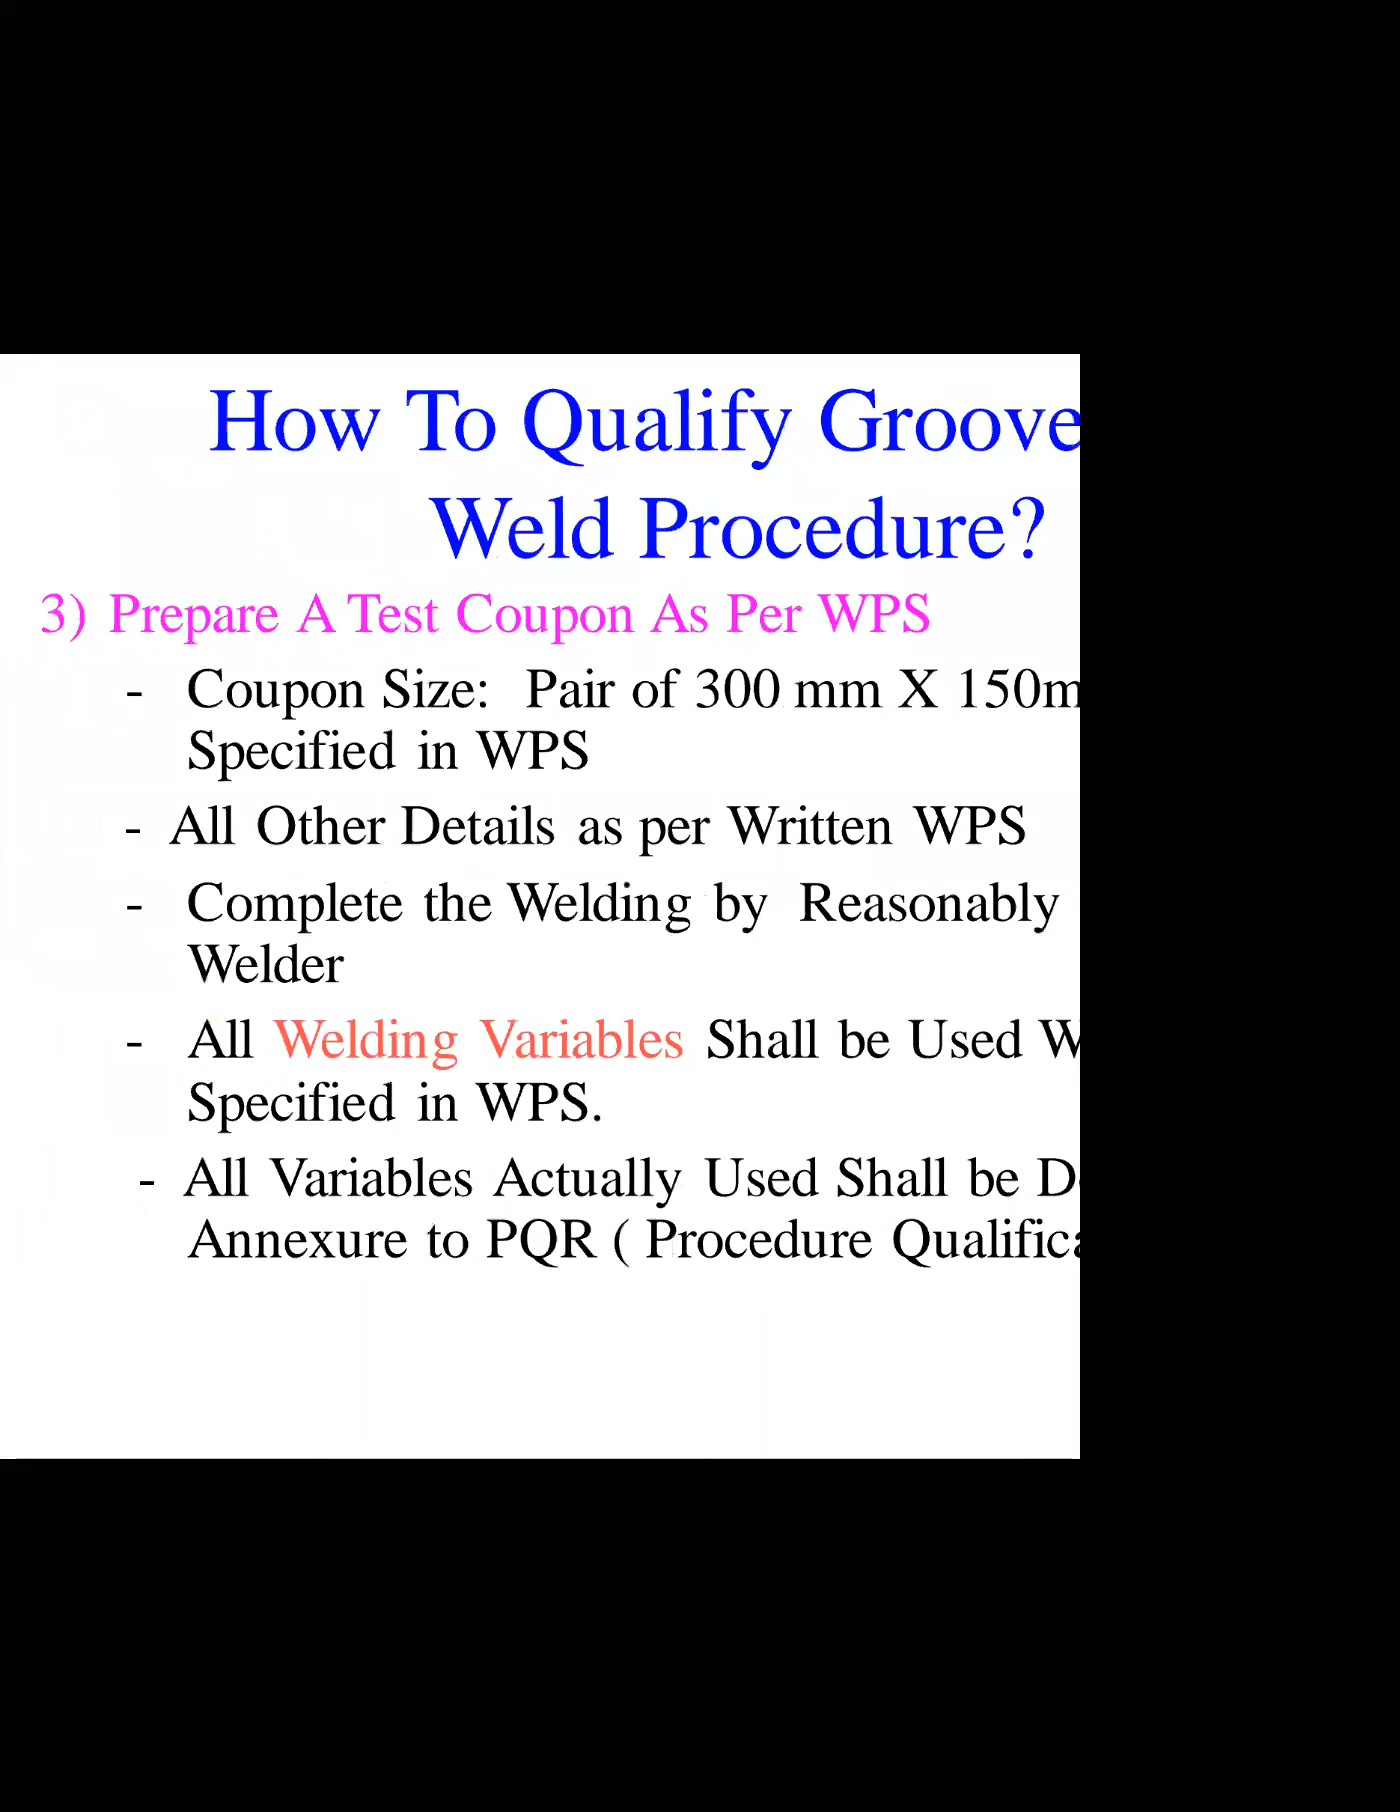 How To Qualify Groove
Weld Procedure?
3) Prepare A Test Coupon As Per WPS
- Coupon Size: Pair of 300 mm X
Specified in WPS
- All Other Details as per Written WPS
- Complete the Welding by Reasonably
Welder
- All Welding Variables Shall be Used
Specified in WPS.
- All Variables Actually Used Shall be
Annexure to PQR ( Procedure